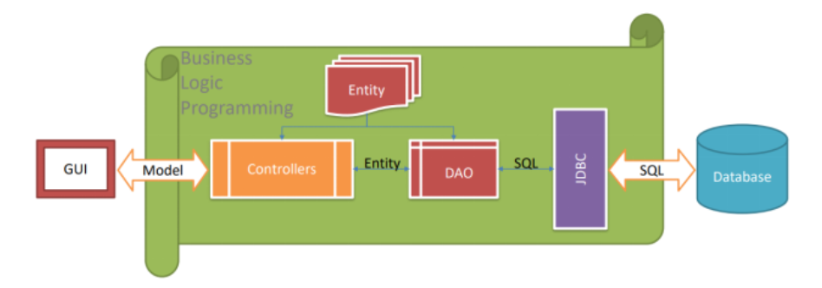 Business
Logic
Programming
Entity
GUI
Model
Controllers
Entity
DAO
SQL
JDBC
SQL
Database